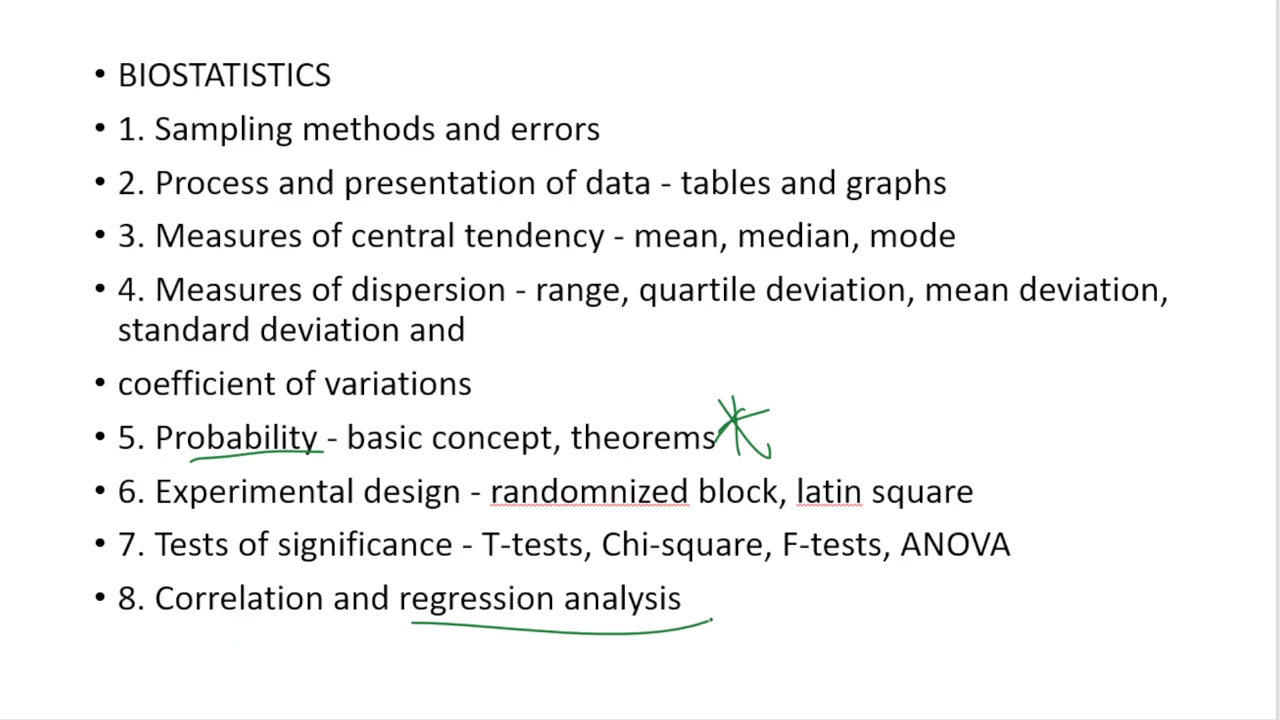 • BIOSTATISTICS
• 1. Sampling methods and errors
• 2. Process and presentation of data - tables and graphs
• 3. Measures of central tendency - mean, median, mode
• 4. Measures of dispersion - range, quartile deviation, mean deviation,
standard deviation and
• coefficient of variations
• 5. Probability - basic concept, theorems
• 6. Experimental design - randomnized block, latin square
• 7. Tests of significance - T-tests, Chi-square, F-tests, ANOVA
• 8. Correlation and regression analysis